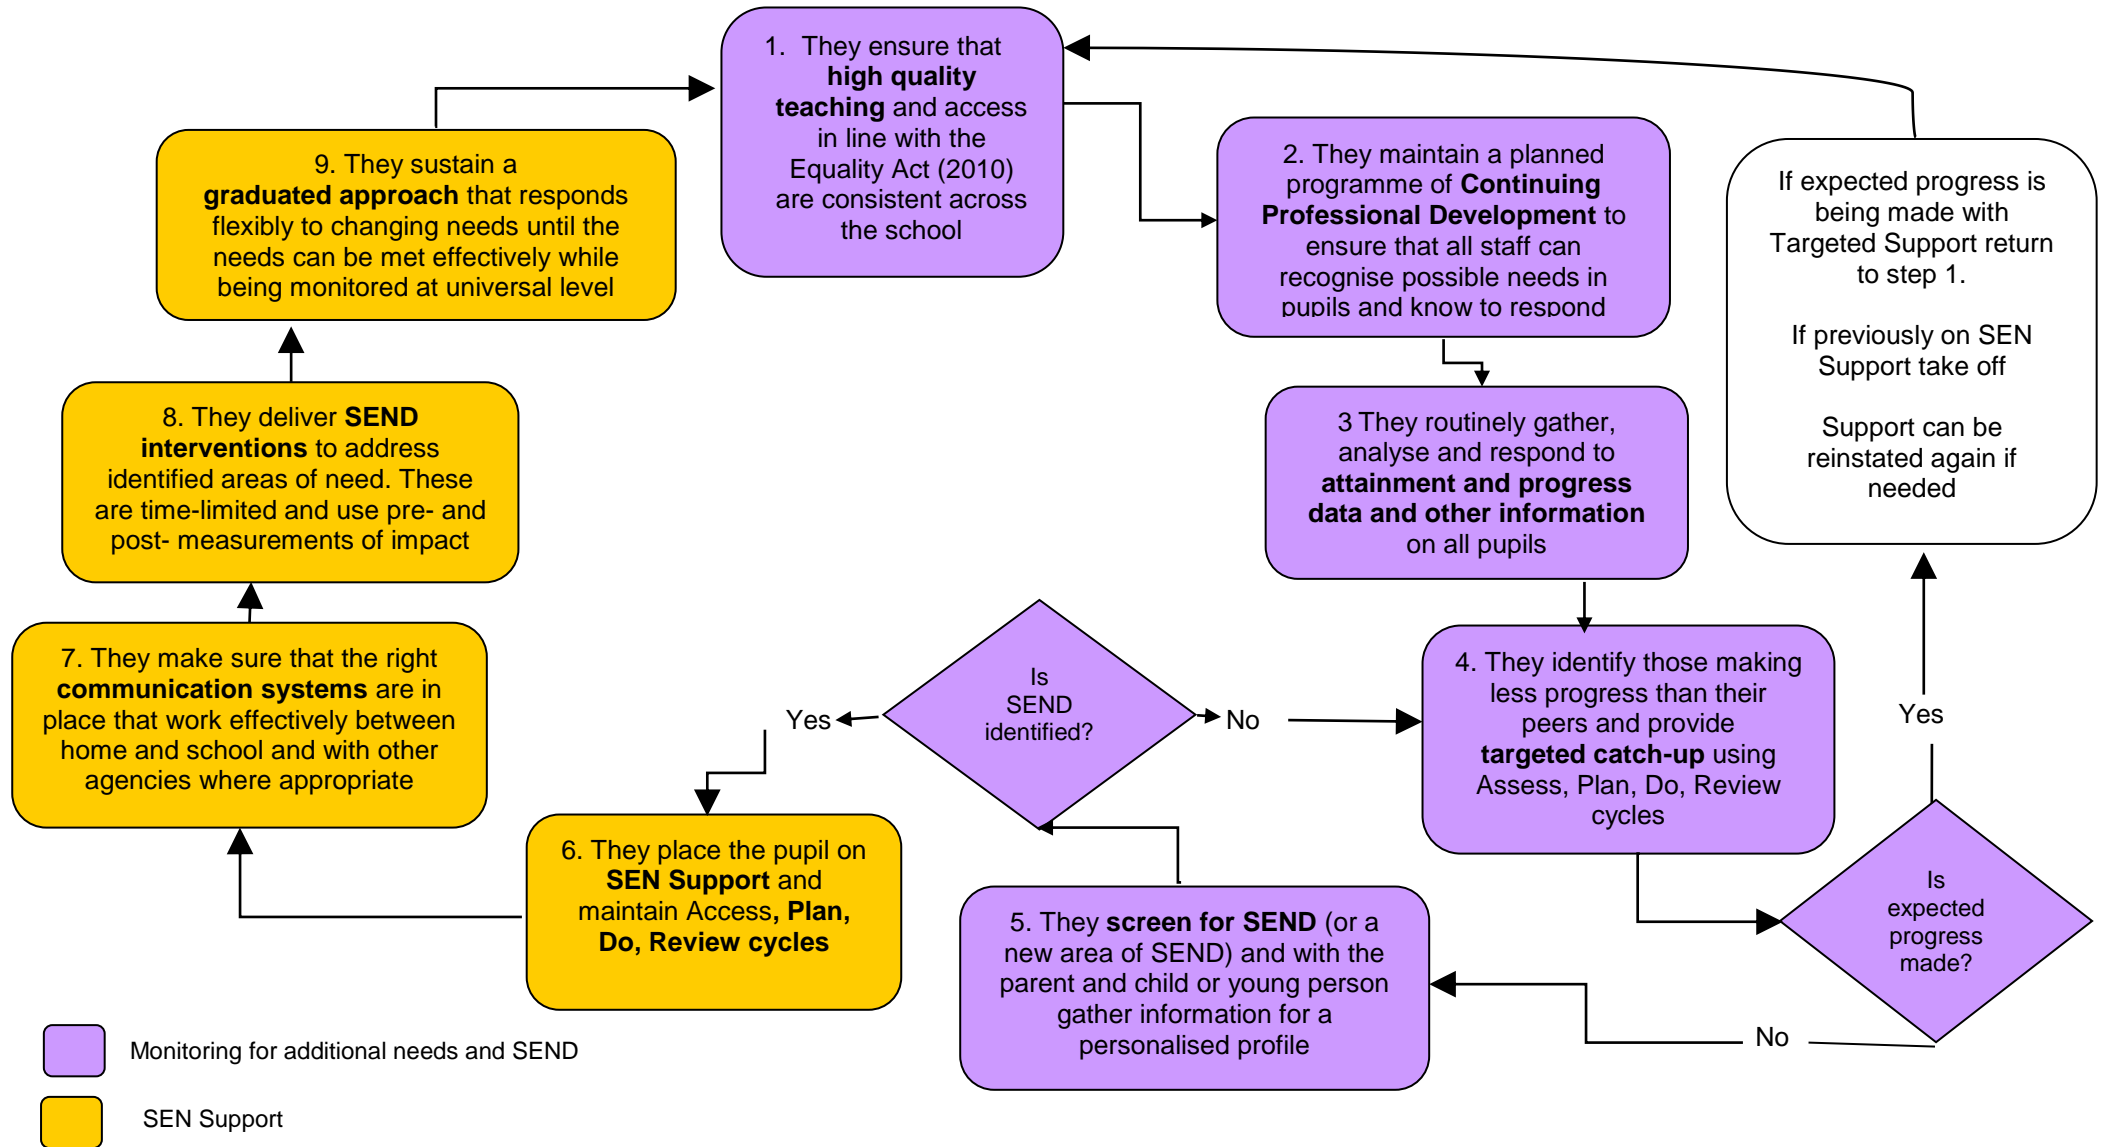 1. They ensure that
high quality
teaching and access
in line with the
Equality Act (2010)
are consistent across
the school
2. They maintain a planned
programme of Continuing
Professional Development to
ensure that all staff can
recognise possible needs in
pupils and know to respond
3 They routinely gather,
analyse and respond to
attainment and progress
data and other information
on all pupils
4. They identify those making
less progress than their
peers and provide
targeted catch-up using
Assess, Plan, Do, Review
cycles
Is
expected
progress
made?
Yes
If expected progress is
being made with
Targeted Support return
to step 1.
If previously on SEN
Support take off
Support can be
reinstated again if
needed
No
5. They screen for SEND (or a
new area of SEND) and with the
parent and child or young person
gather information for a
personalised profile
Is
SEND
identified?
No
Yes
6. They place the pupil on
SEN Support and
maintain Access, Plan,
Do, Review cycles
7. They make sure that the right
communication systems are in
place that work effectively between
home and school and with other
agencies where appropriate
8. They deliver SEND
interventions to address
identified areas of need. These
are time-limited and use pre- and
post- measurements of impact
9. They sustain a
graduated approach that responds
flexibly to changing needs until the
needs can be met effectively while
being monitored at universal level
Monitoring for additional needs and SEND
SEN Support